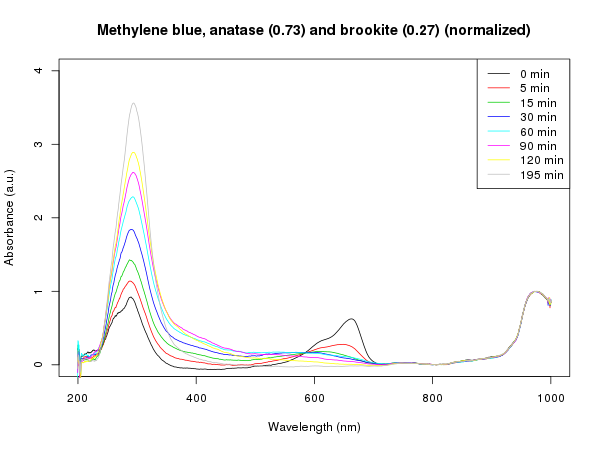 Methylene blue, anatase (0.73) and brookite (0.27) (normalized)
Absorbance (a.u.)
4
3
2
1
0
0 min
5 min
15 min
30 min
60 min
90 min
120 min
195 min
200
400
600
800
1000
Wavelength (nm)